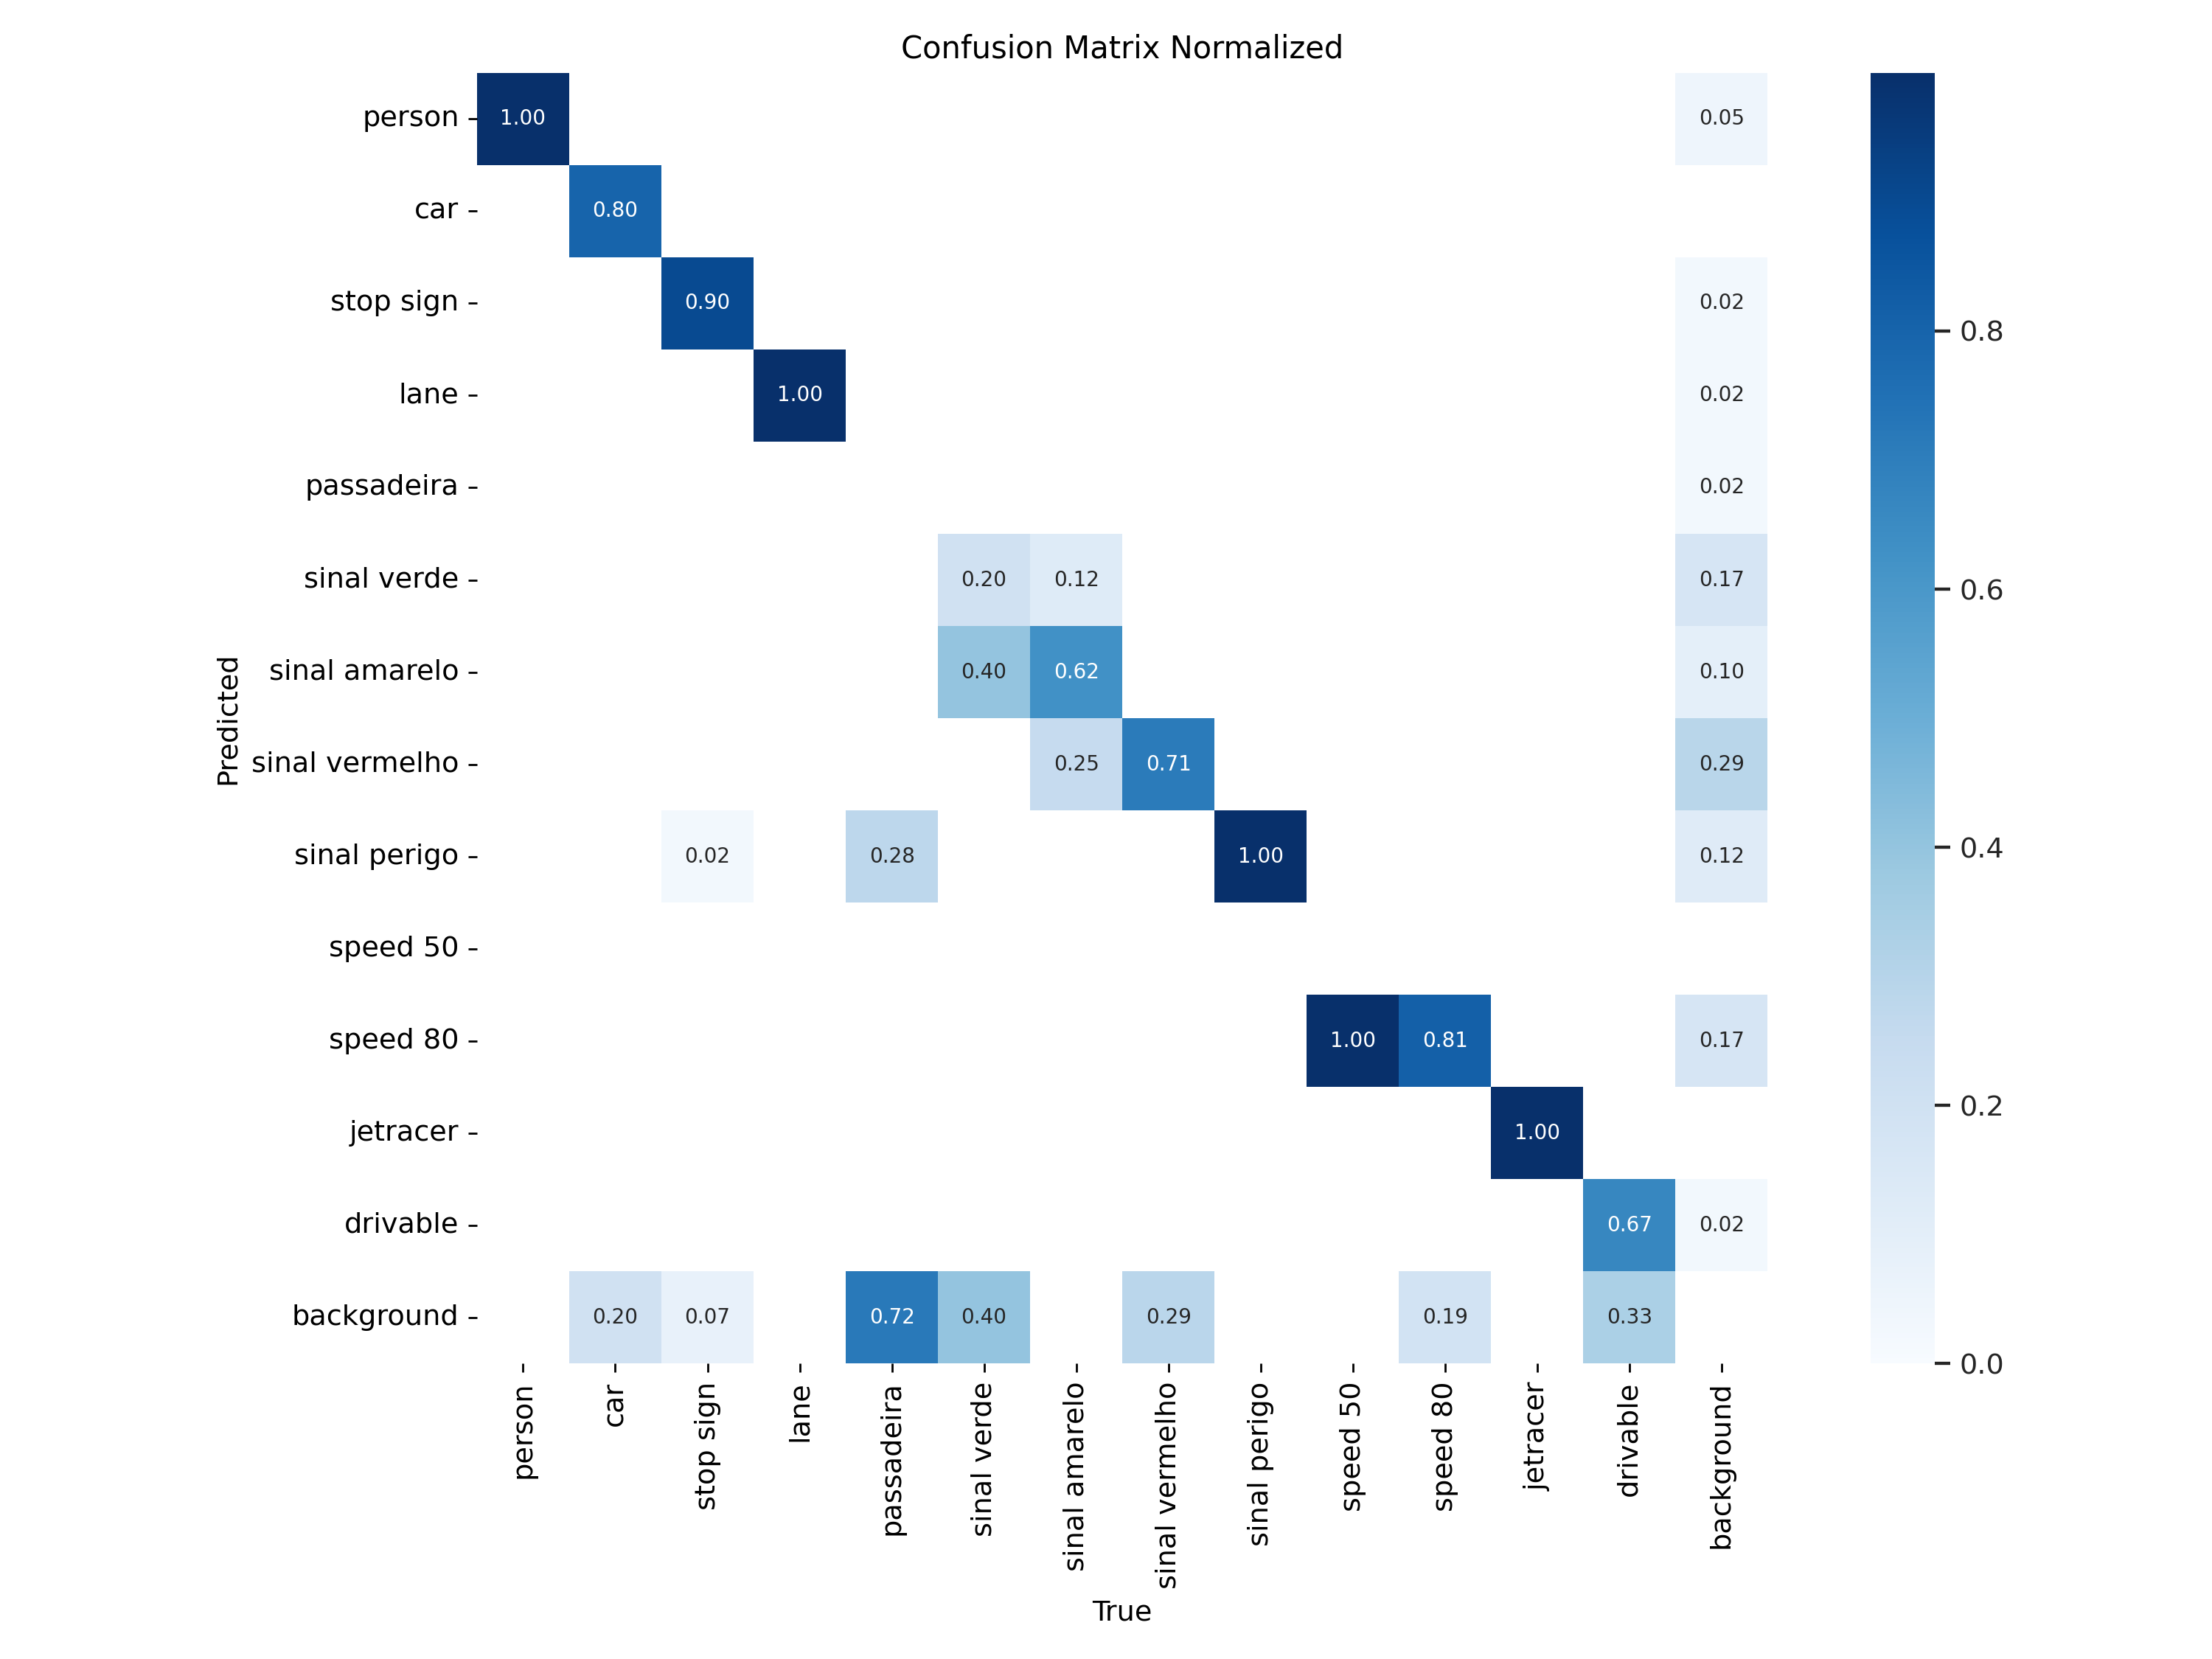 Confusion Matrix Normalized
person 1.00 0.05
car 0.80
stop sign 0.90 0.02
lane 1.00 0.02
passadeira 0.02
sinal verde 0.20 0.12 0.17
sinal amarelo 0.40 0.62 0.10
sinal vermelho 0.25 0.71 0.29
sinal perigo 0.02 0.28 1.00 0.12
speed 50
speed 80 1.00 0.81 0.17
jetracer 1.00
drivable 0.67 0.02
background 0.20 0.07 0.72 0.40 0.29 0.19 0.33
Predicted
person
car
stop sign
lane
passadeira
sinal verde
sinal amarelo
sinal vermelho
sinal perigo
speed 50
speed 80
jetracer
drivable
background
True
0.8
0.6
0.4
0.2
0.0